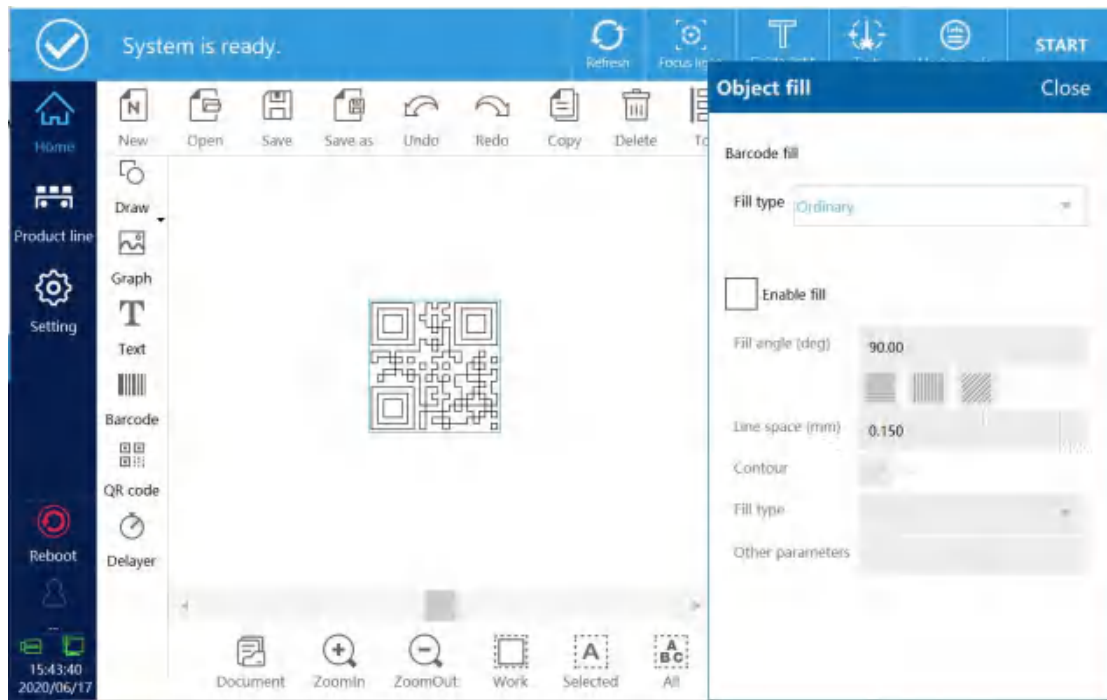 System is ready.
Refresh
START
Object fill
Close
Home
Product line
Setting
Reboot
15:43:40
2020/06/17
New
Open
Save
Save as
Undo
Redo
Copy
Delete
Draw
Graph
Text
Barcode
QR code
Delayer
Barcode fill
Fill type
Ordinary
Enable fill
Fill angle (deg)
90.00
Line space (mm)
0.150
Contour
Fill type
Other parameters
Document
ZoomIn
ZoomOut
Work
Selected
All